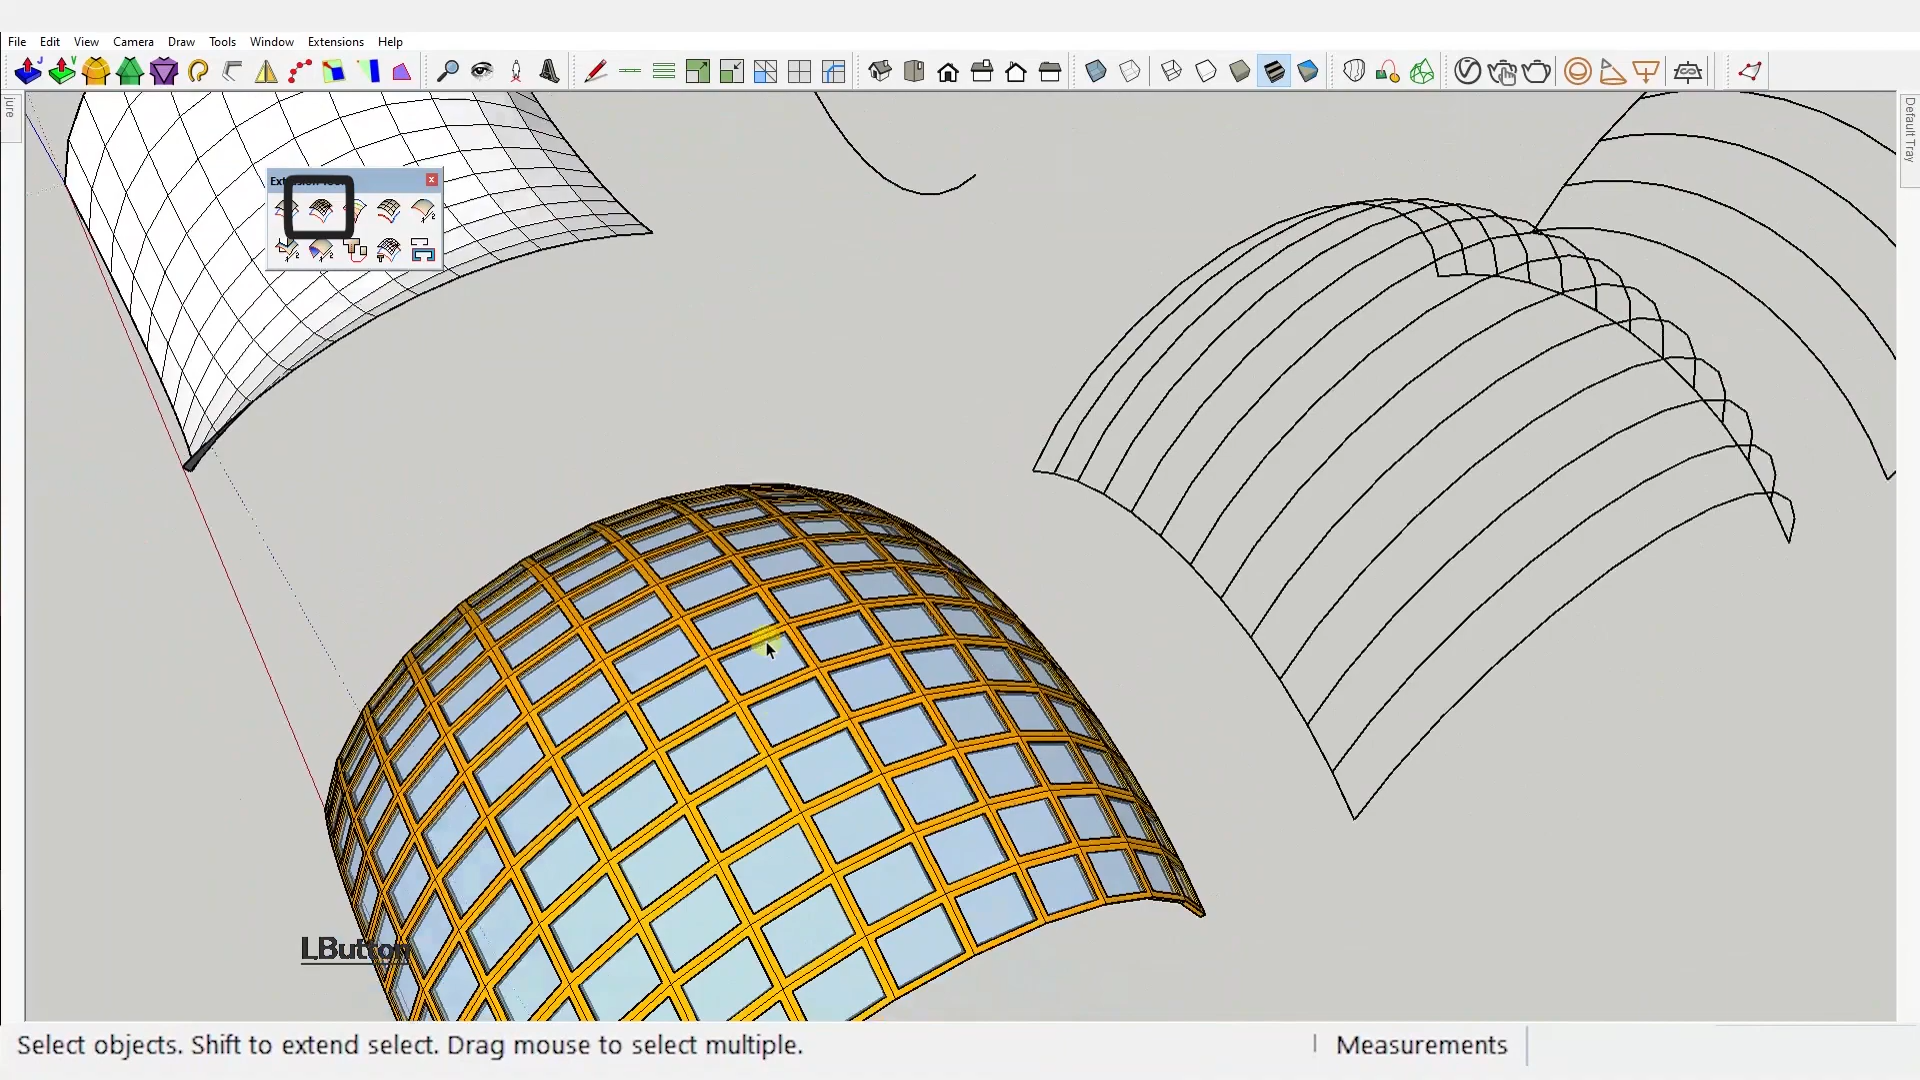 File Edit View Camera Draw Tools Window Extensions Help
Default Tray
LButton
Select objects. Shift to extend select. Drag mouse to select multiple.
Measurements